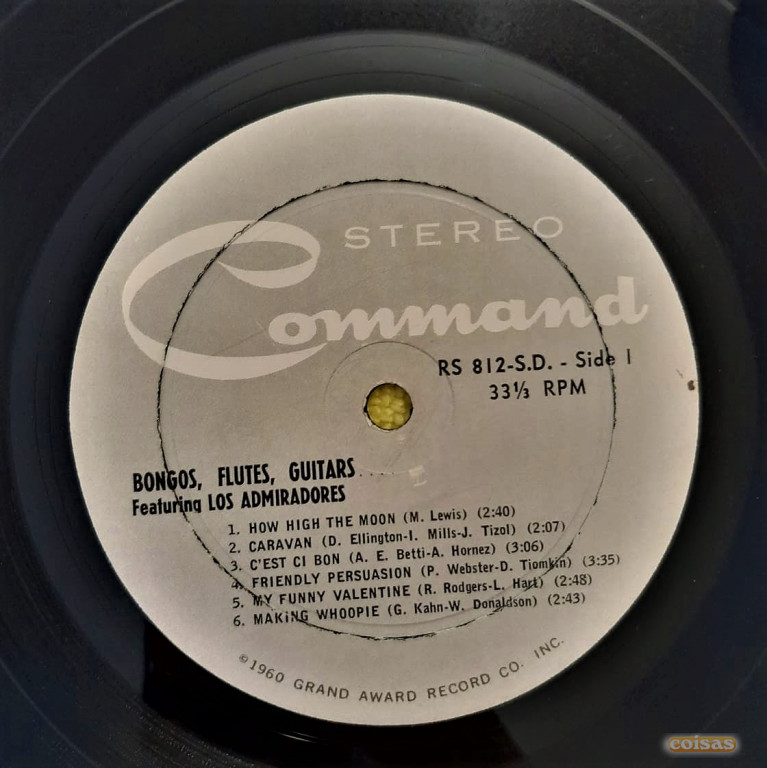 STEREO
Command
RS 812-S.D. - Side 1
33⅓ RPM
BONGOS, FLUTES, GUITARS . . . .
Featuring LOS ADMIRADORES
1. HOW HIGH THE MOON (M. Lewis) (2:40)
2. CARAVAN (D. Ellington-I. Mills-J. Tizol) (2:07)
3. C'EST CI BON (A. E. Betti-A. Hornez) (3:06)
4. FRIENDLY PERSUASION (P. Webster-D. Tiomkin) (3:35)
5. MY FUNNY VALENTINE (R. Rodgers-L. Hart) (2:48)
6. MAKING WHOOPIE (G. Kahn-W. Donaldson) (2:43)
©1960 GRAND AWARD RECORD CO. INC.
coisas